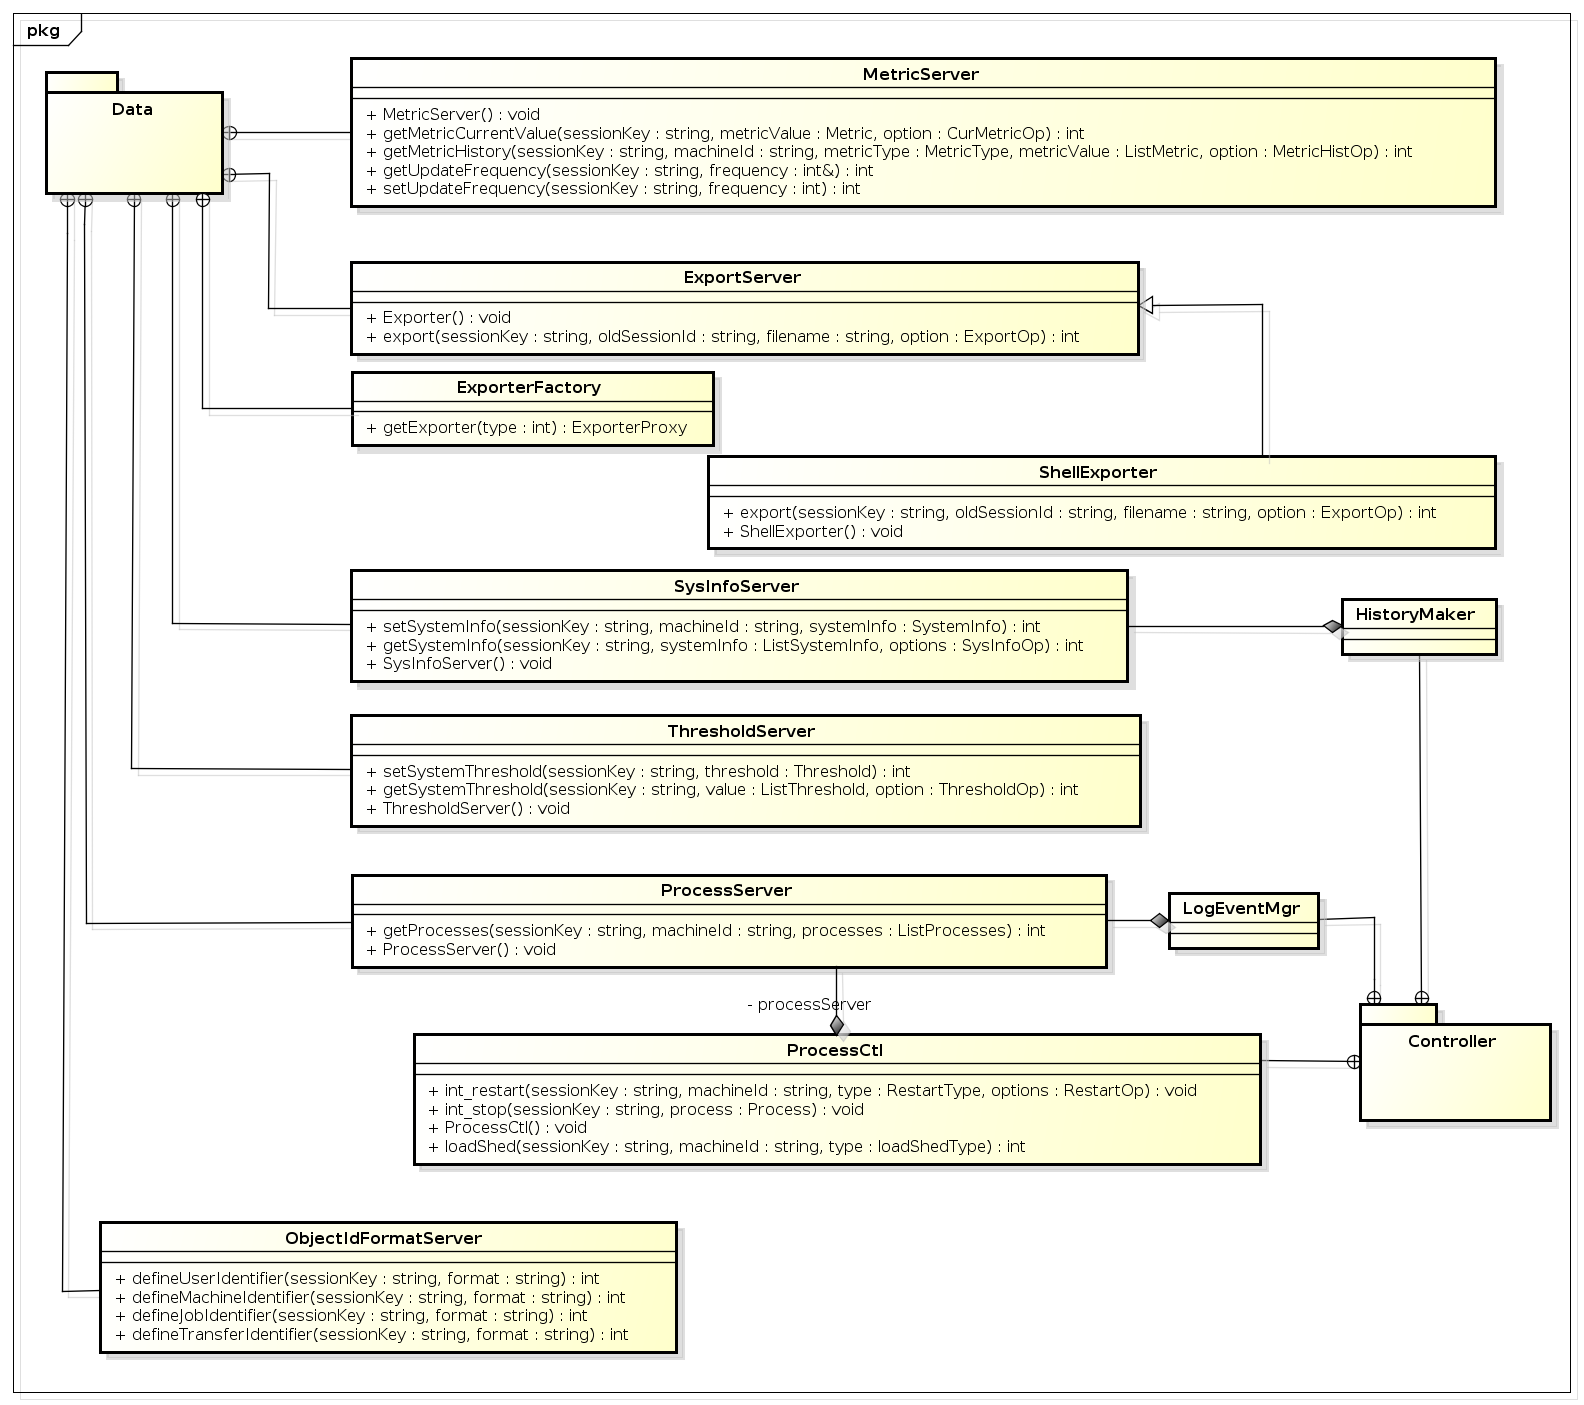 pkg
Data
MetricServer
+ MetricServer() : void
+ getMetricCurrentValue(sessionKey : string, metricValue : Metric, option : CurMetricOp) : int
+ getMetricHistory(sessionKey : string, machineId : string, metricType : MetricType, metricValue : ListMetric, option : MetricHistOp) : int
+ getUpdateFrequency(sessionKey : string, frequency : int&) : int
+ setUpdateFrequency(sessionKey : string, frequency : int) : int
ExportServer
+ Exporter() : void
+ export(sessionKey : string, oldSessionId : string, filename : string, option : ExportOp) : int
ExporterFactory
+ getExporter(type : int) : ExporterProxy
ShellExporter
+ export(sessionKey : string, oldSessionId : string, filename : string, option : ExportOp) : int
+ ShellExporter() : void
SysInfoServer
+ setSystemInfo(sessionKey : string, machineId : string, systemInfo : SystemInfo) : int
+ getSystemInfo(sessionKey : string, systemInfo : ListSystemInfo, options : SysInfoOp) : int
+ SysInfoServer() : void
HistoryMaker
ThresholdServer
+ setSystemThreshold(sessionKey : string, threshold : Threshold) : int
+ getSystemThreshold(sessionKey : string, value : ListThreshold, option : ThresholdOp) : int
+ ThresholdServer() : void
ProcessServer
+ getProcesses(sessionKey : string, machineId : string, processes : ListProcesses) : int
+ ProcessServer() : void
LogEventMgr
- processServer
ProcessCtl
+ int_restart(sessionKey : string, machineId : string, type : RestartType, options : RestartOp) : void
+ int_stop(sessionKey : string, process : Process) : void
+ ProcessCtl() : void
+ loadShed(sessionKey : string, machineId : string, type : loadShedType) : int
Controller
ObjectIdFormatServer
+ defineUserIdentifier(sessionKey : string, format : string) : int
+ defineMachineIdentifier(sessionKey : string, format : string) : int
+ defineJobIdentifier(sessionKey : string, format : string) : int
+ defineTransferIdentifier(sessionKey : string, format : string) : int